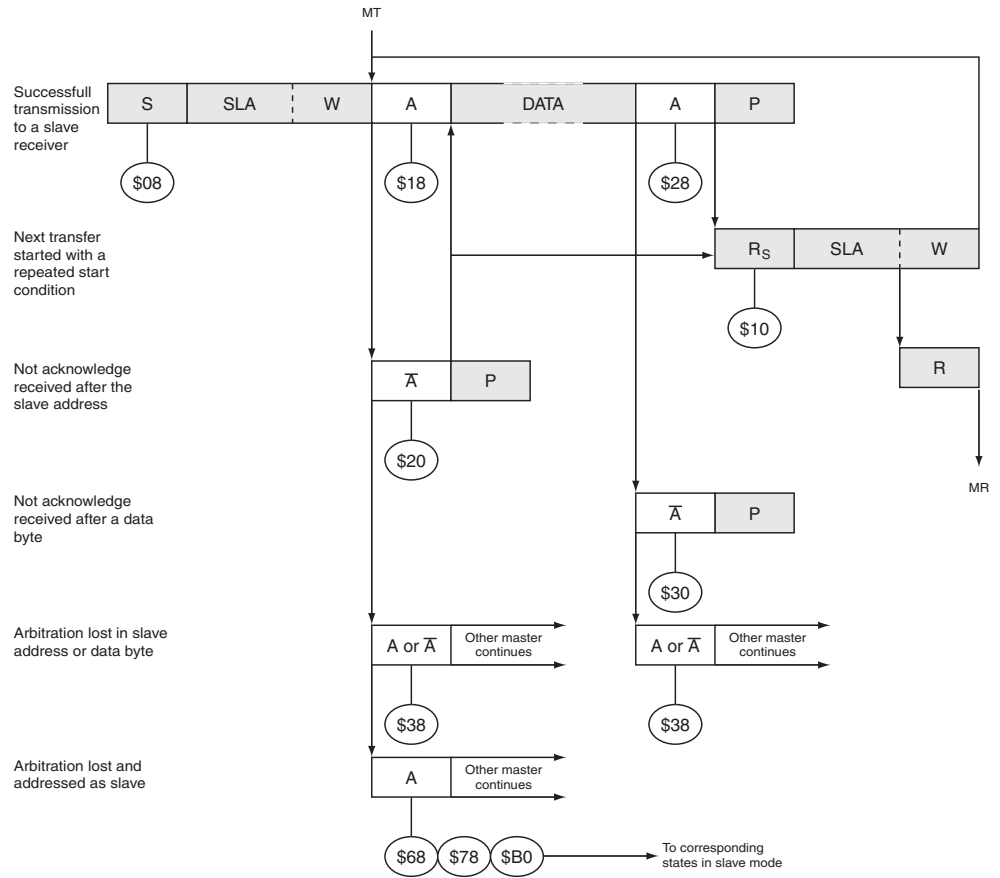 MT
Successfull
transmission
to a slave
receiver
S SLA W A DATA A P
$08 $18 $28
Next transfer
started with a
repeated start
condition
RS SLA W
$10
Not acknowledge
received after the
slave address
A̅ P
R
$20
MR
Not acknowledge
received after a data
byte
A̅ P
$30
Arbitration lost in slave
address or data byte
A or A̅ Other master
continues
A or A̅ Other master
continues
$38 $38
Arbitration lost and
addressed as slave
A Other master
continues
$68 $78 $B0 To corresponding
states in slave mode